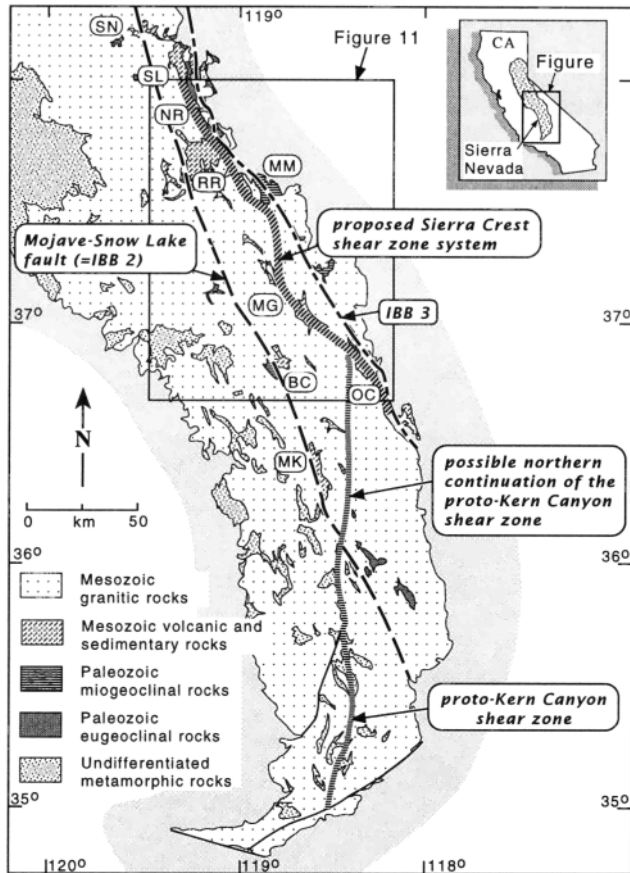 119°
SN
Figure 11
CA
Figure
Sierra
Nevada
SL
NR
MM
RR
proposed Sierra Crest
shear zone system
Mojave-Snow Lake
fault (=IBB 2)
MG
IBB 3
37°
37°
BC
OC
N
MK
possible northern
continuation of the
proto-Kern Canyon
shear zone
0 km 50
36°
36°
Mesozoic
granitic rocks
Mesozoic volcanic and
sedimentary rocks
Paleozoic
miogeoclinal rocks
Paleozoic
eugeoclinal rocks
Undifferentiated
metamorphic rocks
proto-Kern Canyon
shear zone
35°
35°
120°
119°
118°